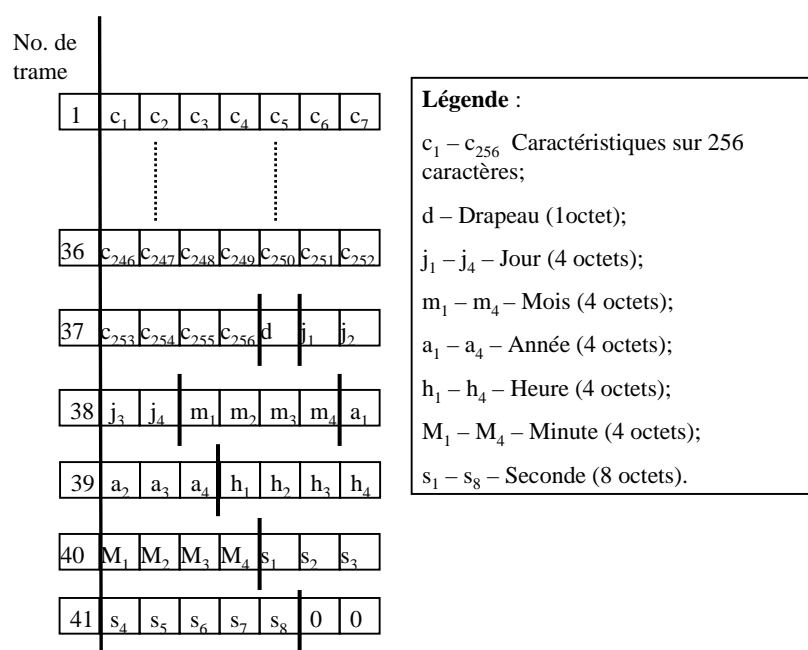 No. de
trame
1 c1 c2 c3 c4 c5 c6 c7
36 c246 c247 c248 c249 c250 c251 c252
37 c253 c254 c255 c256 d j1 j2
38 j3 j4 m1 m2 m3 m4 a1
39 a2 a3 a4 h1 h2 h3 h4
40 M1 M2 M3 M4 s1 s2 s3
41 s4 s5 s6 s7 s8 0 0
Légende :
c1 – c256 Caractéristiques sur 256
caractères;
d – Drapeau (1octet);
j1 – j4 – Jour (4 octets);
m1 – m4 – Mois (4 octets);
a1 – a4 – Année (4 octets);
h1 – h4 – Heure (4 octets);
M1 – M4 – Minute (4 octets);
s1 – s8 – Seconde (8 octets).